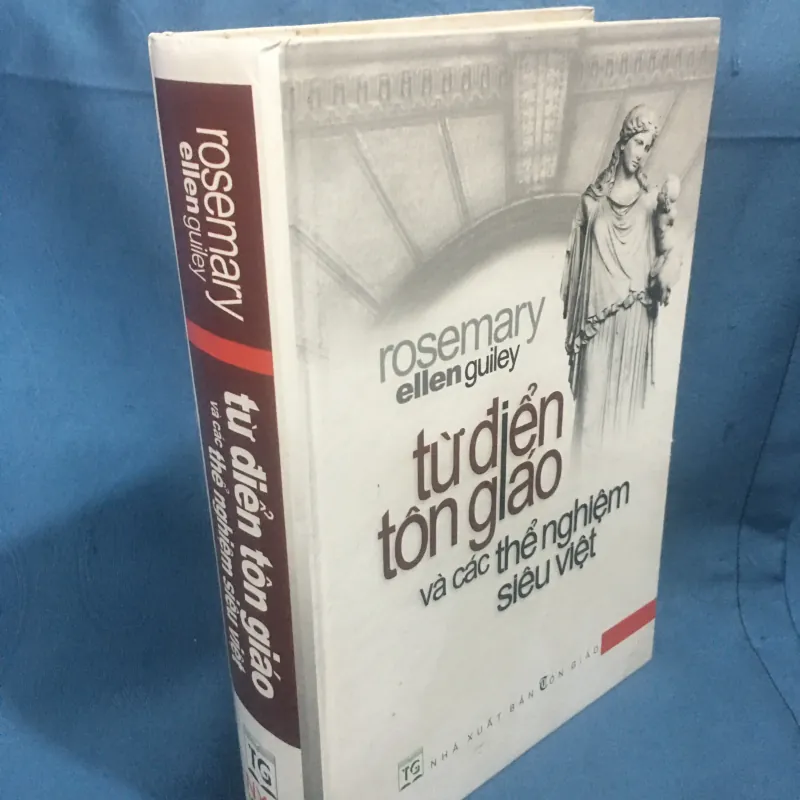 rosemary
ellen guiley
từ điển tôn giáo
và các thể nghiệm siêu việt
TG
rosemary
ellen guiley
từ điển
tôn giáo
và các thể nghiệm
siêu việt
TG
NHÀ XUẤT BẢN TÔN GIÁO